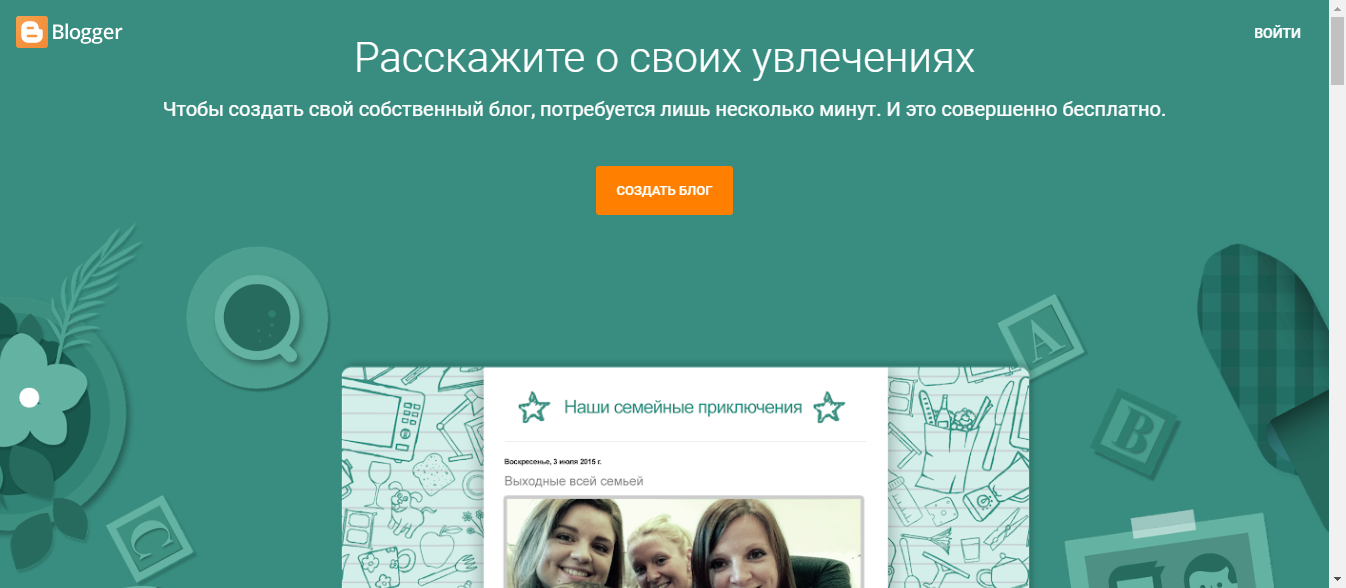 Blogger
ВОЙТИ
Расскажите о своих увлечениях
Чтобы создать свой собственный блог, потребуется лишь несколько минут. И это совершенно бесплатно.
СОЗДАТЬ БЛОГ
Наши семейные приключения
Воскресенье, 3 июля 2015 г.
Выходные всей семьей
A
B
C